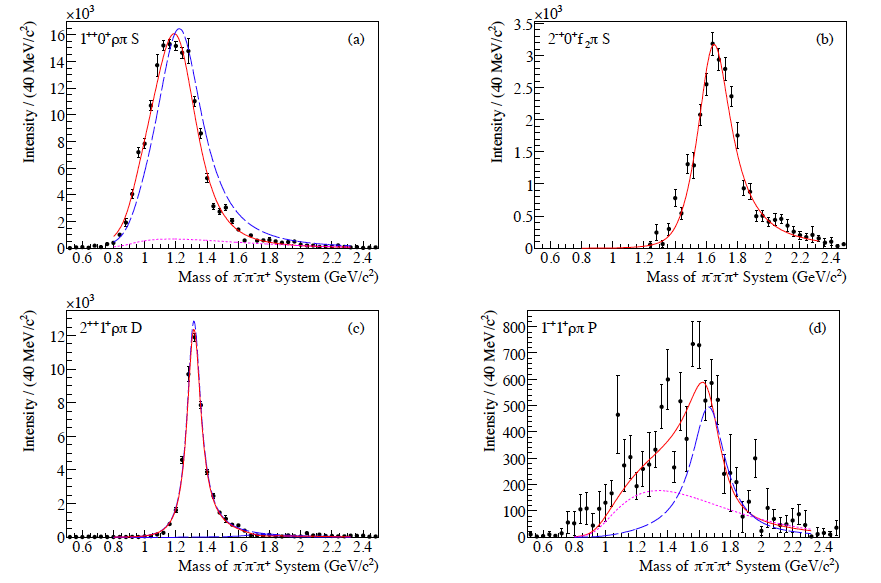 ×10³
1⁺⁺0⁺ρπ S
(a)
Intensity / (40 MeV/c²)
16
14
12
10
8
6
4
2
0
0.6 0.8 1 1.2 1.4 1.6 1.8 2 2.2 2.4
Mass of π⁻π⁻π⁺ System (GeV/c²)
×10³
2⁻⁺0⁺f₂π S
(b)
Intensity / (40 MeV/c²)
3.5
3
2.5
2
1.5
1
0.5
0
0.6 0.8 1 1.2 1.4 1.6 1.8 2 2.2 2.4
Mass of π⁻π⁻π⁺ System (GeV/c²)
×10³
2⁺⁺1⁺ρπ D
(c)
Intensity / (40 MeV/c²)
12
10
8
6
4
2
0
0.6 0.8 1 1.2 1.4 1.6 1.8 2 2.2 2.4
Mass of π⁻π⁻π⁺ System (GeV/c²)
1⁻⁺1⁺ρπ P
(d)
Intensity / (40 MeV/c²)
800
700
600
500
400
300
200
100
0
0.6 0.8 1 1.2 1.4 1.6 1.8 2 2.2 2.4
Mass of π⁻π⁻π⁺ System (GeV/c²)